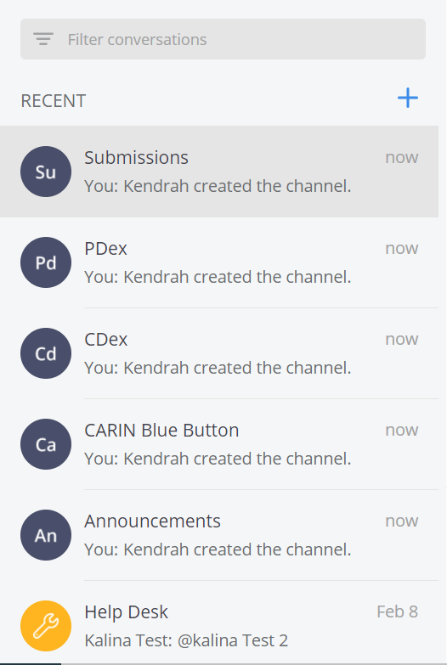 Filter conversations
RECENT
Su Submissions now
You: Kendrah created the channel.
Pd PDex now
You: Kendrah created the channel.
Cd CDex now
You: Kendrah created the channel.
Ca CARIN Blue Button now
You: Kendrah created the channel.
An Announcements now
You: Kendrah created the channel.
Help Desk Feb 8
Kalina Test: @kalina Test 2